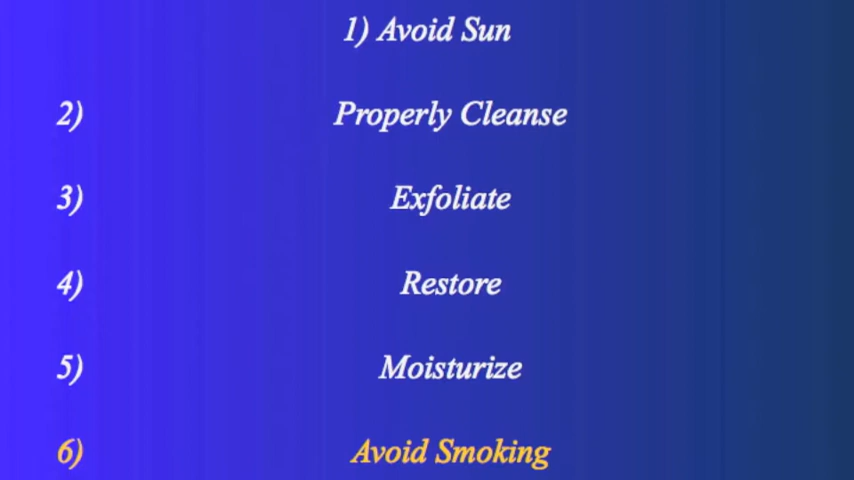 1) Avoid Sun
2) Properly Cleanse
3) Exfoliate
4) Restore
5) Moisturize
6) Avoid Smoking